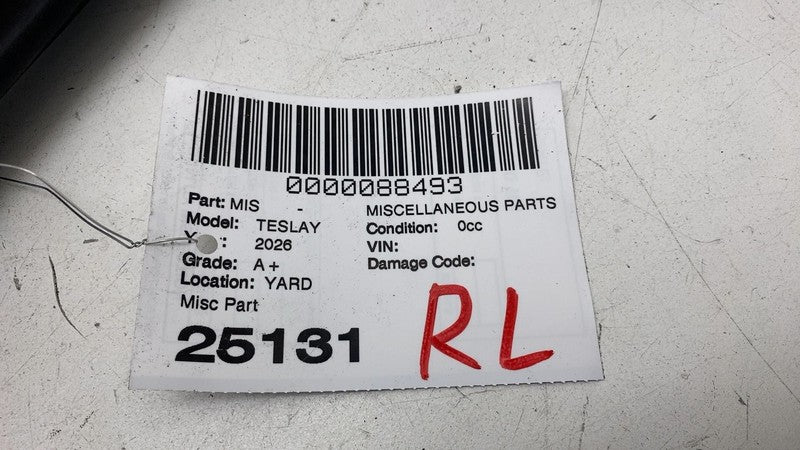 0000088493
Part: MIS - MISCELLANEOUS PARTS
Model: TESLAY Condition: 0cc
Y : 2026 VIN:
Grade: A+ Damage Code:
Location: YARD
Misc Part
25131 RL